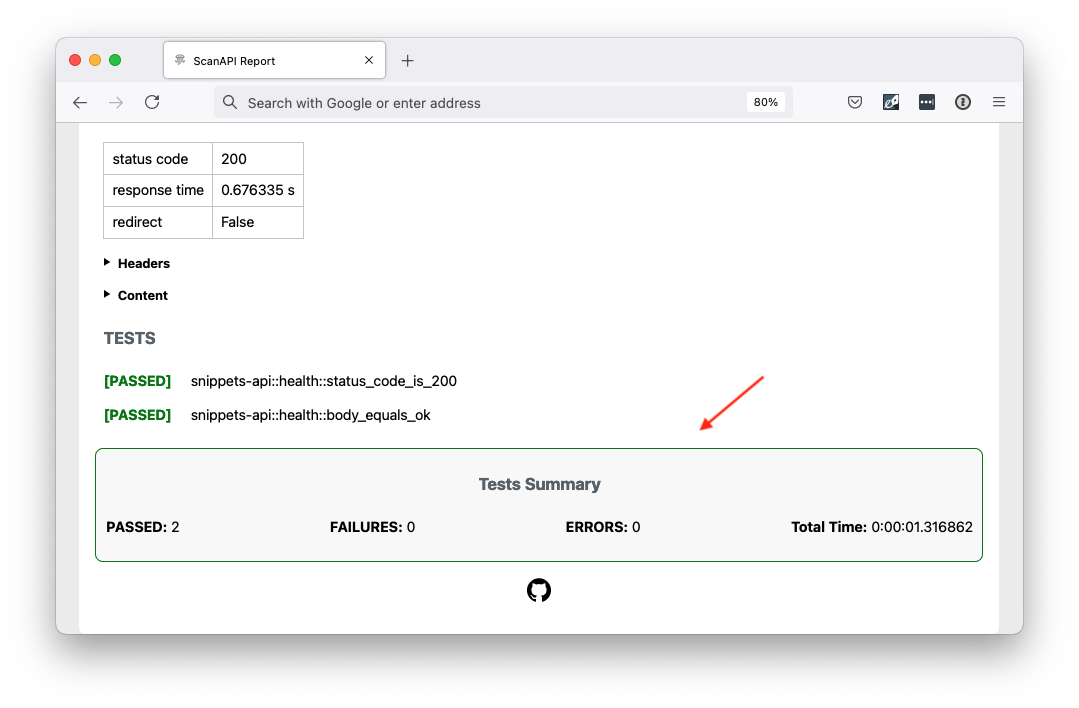 ScanAPI Report
Search with Google or enter address
80%
status code 200
response time 0.676335 s
redirect False
Headers
Content
TESTS
[PASSED] snippets-api::health::status_code_is_200
[PASSED] snippets-api::health::body_equals_ok
Tests Summary
PASSED: 2 FAILURES: 0 ERRORS: 0 Total Time: 0:00:01.316862